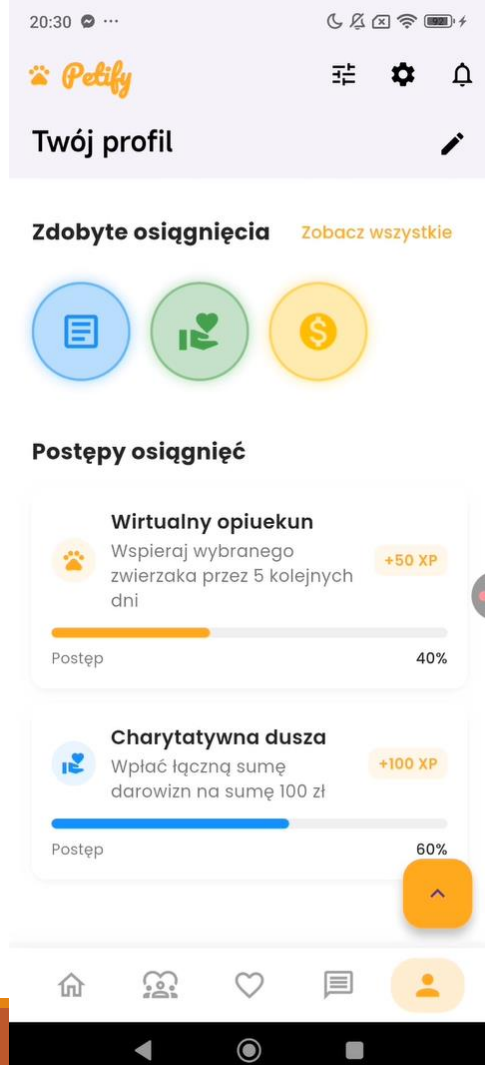 20:30
92
Petify
Twój profil
Zdobyte osiągnięcia
Zobacz wszystkie
Postępy osiągnięć
Wirtualny opiuekun
Wspieraj wybranego
zwierzaka przez 5 kolejnych
dni
+50 XP
Postęp
40%
Charytatywna dusza
Wpłać łączną sumę
darowizn na sumę 100 zł
+100 XP
Postęp
60%